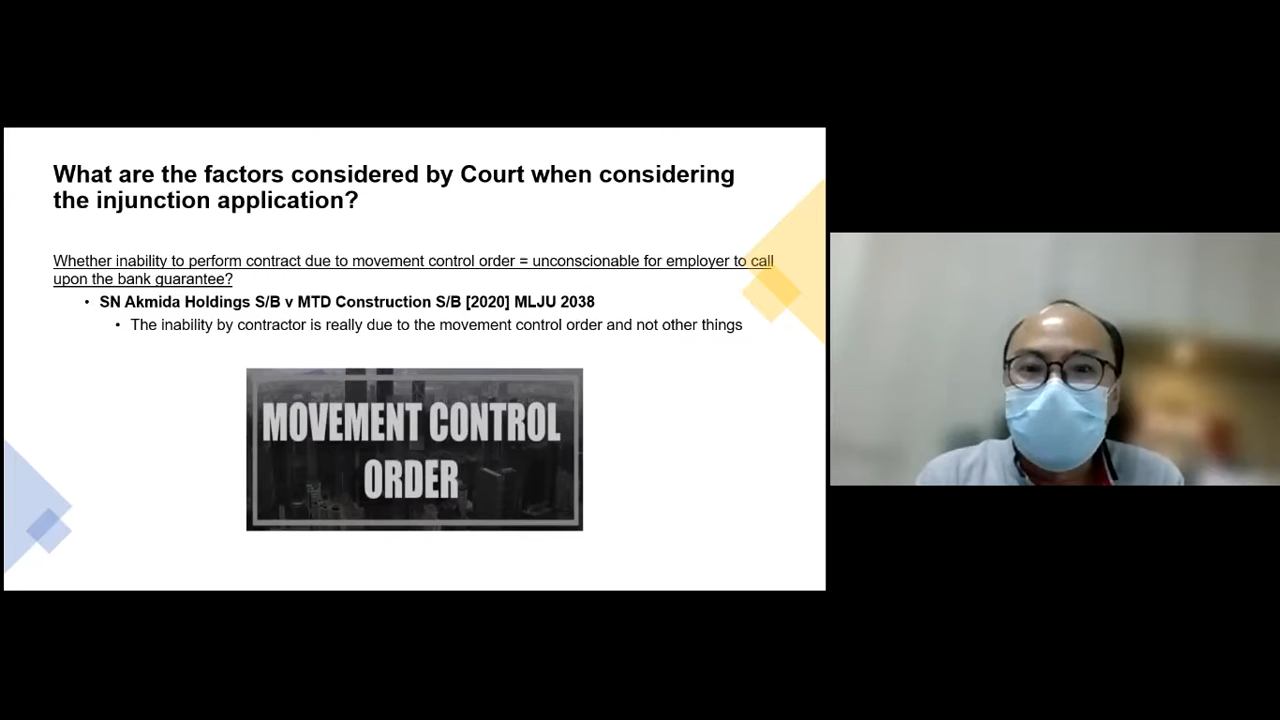 What are the factors considered by Court when considering
the injunction application?
Whether inability to perform contract due to movement control order = unconscionable for employer to call
upon the bank guarantee?
• SN Akmida Holdings S/B v MTD Construction S/B [2020] MLJU 2038
• The inability by contractor is really due to the movement control order and not other things
MOVEMENT CONTROL
ORDER